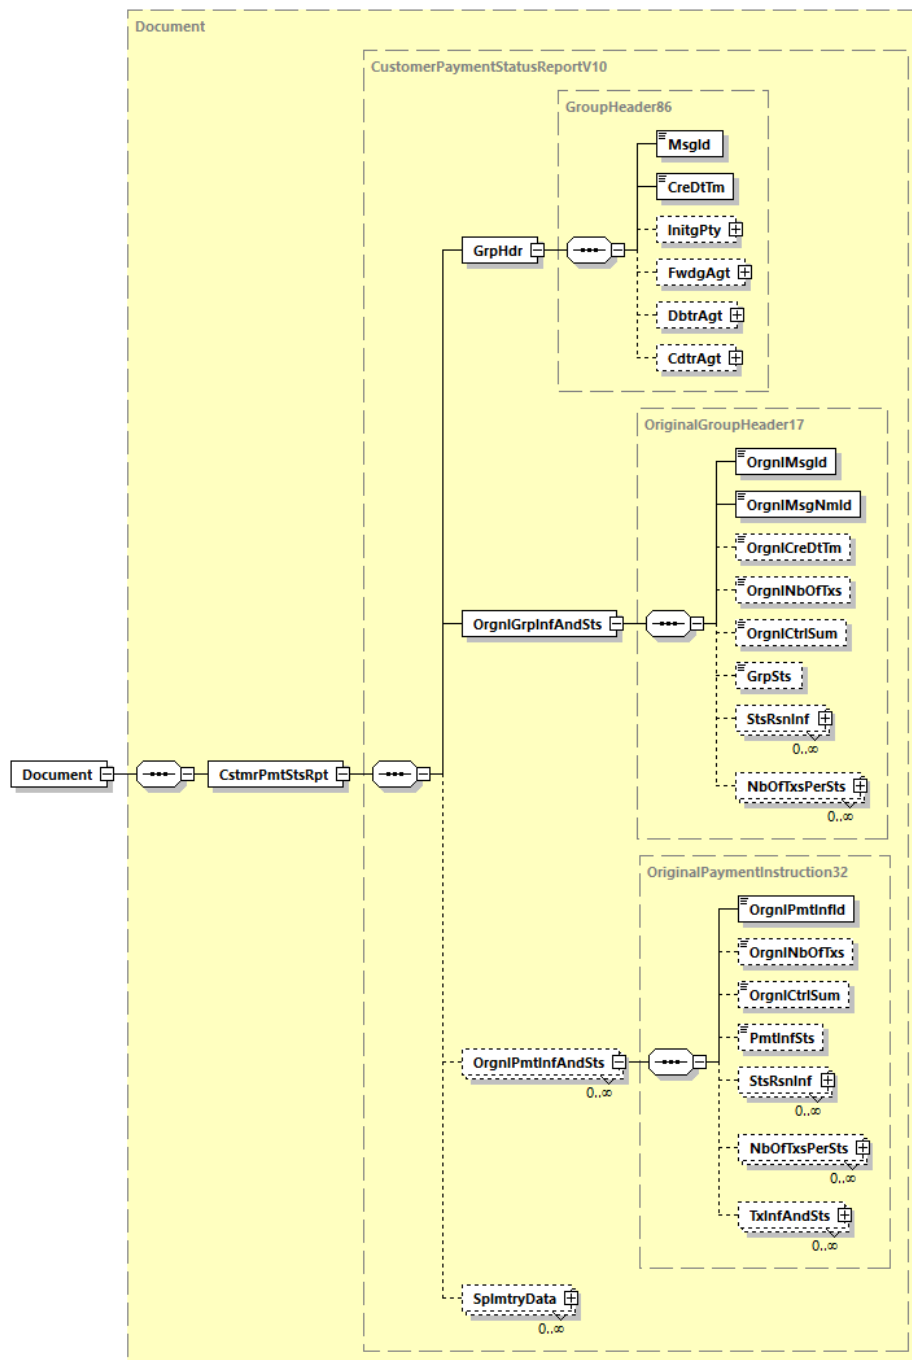 Document
CustomerPaymentStatusReportV10
GroupHeader86
MsgId
CreDtTm
InitgPty
GrpHdr
FwdgAgt
DbtrAgt
CdtrAgt
OriginalGroupHeader17
OrgnlMsgId
OrgnlMsgNmId
OrgnlCreDtTm
OrgnlNbOfTxs
OrgnlGrpInfAndSts
OrgnlCtrlSum
GrpSts
StsRsnInf
0..∞
Document
CstmrPmtStsRpt
NbOfTxsPerSts
0..∞
OriginalPaymentInstruction32
OrgnlPmtInfId
OrgnlNbOfTxs
OrgnlCtrlSum
PmtInfSts
OrgnlPmtInfAndSts
0..∞
StsRsnInf
0..∞
NbOfTxsPerSts
0..∞
TxInfAndSts
0..∞
SplmtryData
0..∞